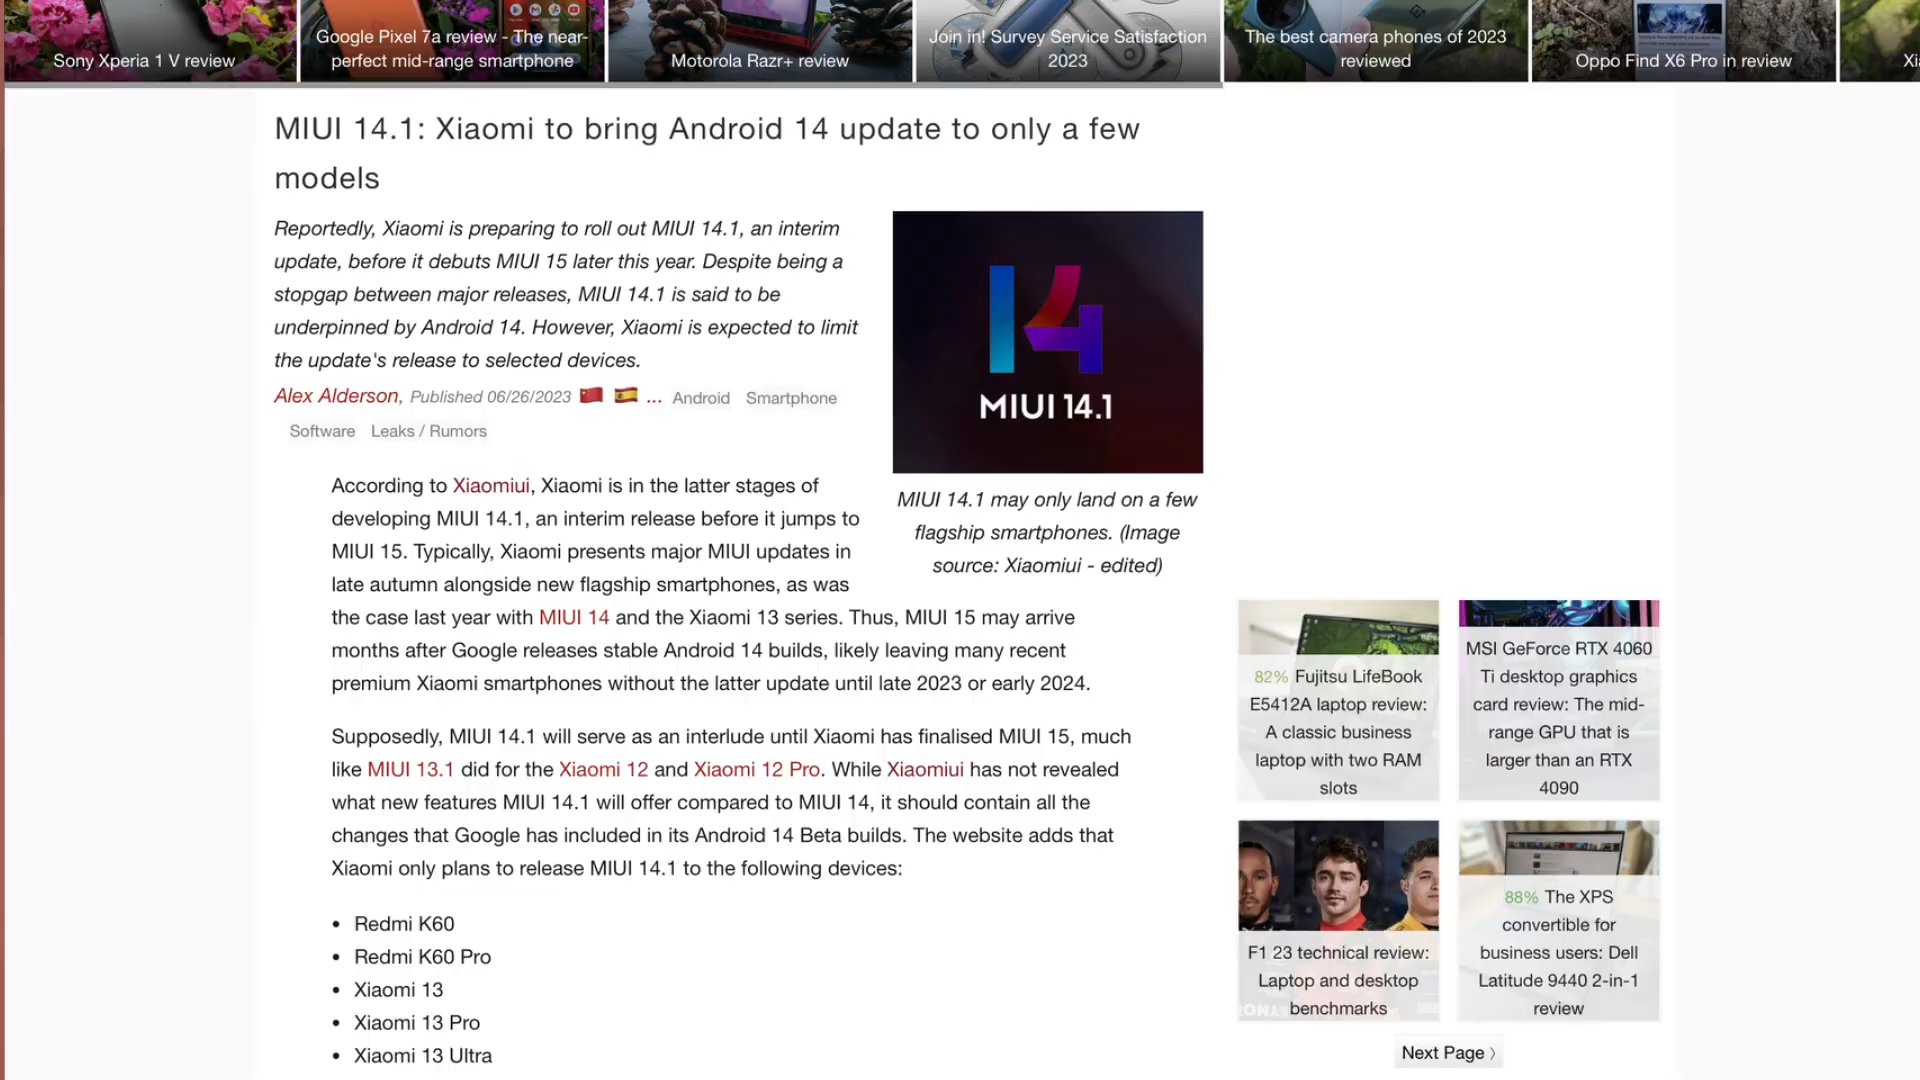 Sony Xperia 1 V review
Google Pixel 7a review - The near-
perfect mid-range smartphone
Motorola Razr+ review
Join in! Survey Service Satisfaction
2023
The best camera phones of 2023
reviewed
Oppo Find X6 Pro in review
MIUI 14.1: Xiaomi to bring Android 14 update to only a few
models
Reportedly, Xiaomi is preparing to roll out MIUI 14.1, an interim
update, before it debuts MIUI 15 later this year. Despite being a
stopgap between major releases, MIUI 14.1 is said to be
underpinned by Android 14. However, Xiaomi is expected to limit
the update's release to selected devices.
Alex Alderson, Published 06/26/2023 ... Android Smartphone
Software Leaks / Rumors
14
MIUI 14.1
MIUI 14.1 may only land on a few
flagship smartphones. (Image
source: Xiaomiui - edited)
According to Xiaomiui, Xiaomi is in the latter stages of
developing MIUI 14.1, an interim release before it jumps to
MIUI 15. Typically, Xiaomi presents major MIUI updates in
late autumn alongside new flagship smartphones, as was
the case last year with MIUI 14 and the Xiaomi 13 series. Thus, MIUI 15 may arrive
months after Google releases stable Android 14 builds, likely leaving many recent
premium Xiaomi smartphones without the latter update until late 2023 or early 2024.
Supposedly, MIUI 14.1 will serve as an interlude until Xiaomi has finalised MIUI 15, much
like MIUI 13.1 did for the Xiaomi 12 and Xiaomi 12 Pro. While Xiaomiui has not revealed
what new features MIUI 14.1 will offer compared to MIUI 14, it should contain all the
changes that Google has included in its Android 14 Beta builds. The website adds that
Xiaomi only plans to release MIUI 14.1 to the following devices:
• Redmi K60
• Redmi K60 Pro
• Xiaomi 13
• Xiaomi 13 Pro
• Xiaomi 13 Ultra
82% Fujitsu LifeBook
E5412A laptop review:
A classic business
laptop with two RAM
slots
MSI GeForce RTX 4060
Ti desktop graphics
card review: The mid-
range GPU that is
larger than an RTX
4090
F1 23 technical review:
Laptop and desktop
benchmarks
88% The XPS
convertible for
business users: Dell
Latitude 9440 2-in-1
review
Next Page 〉